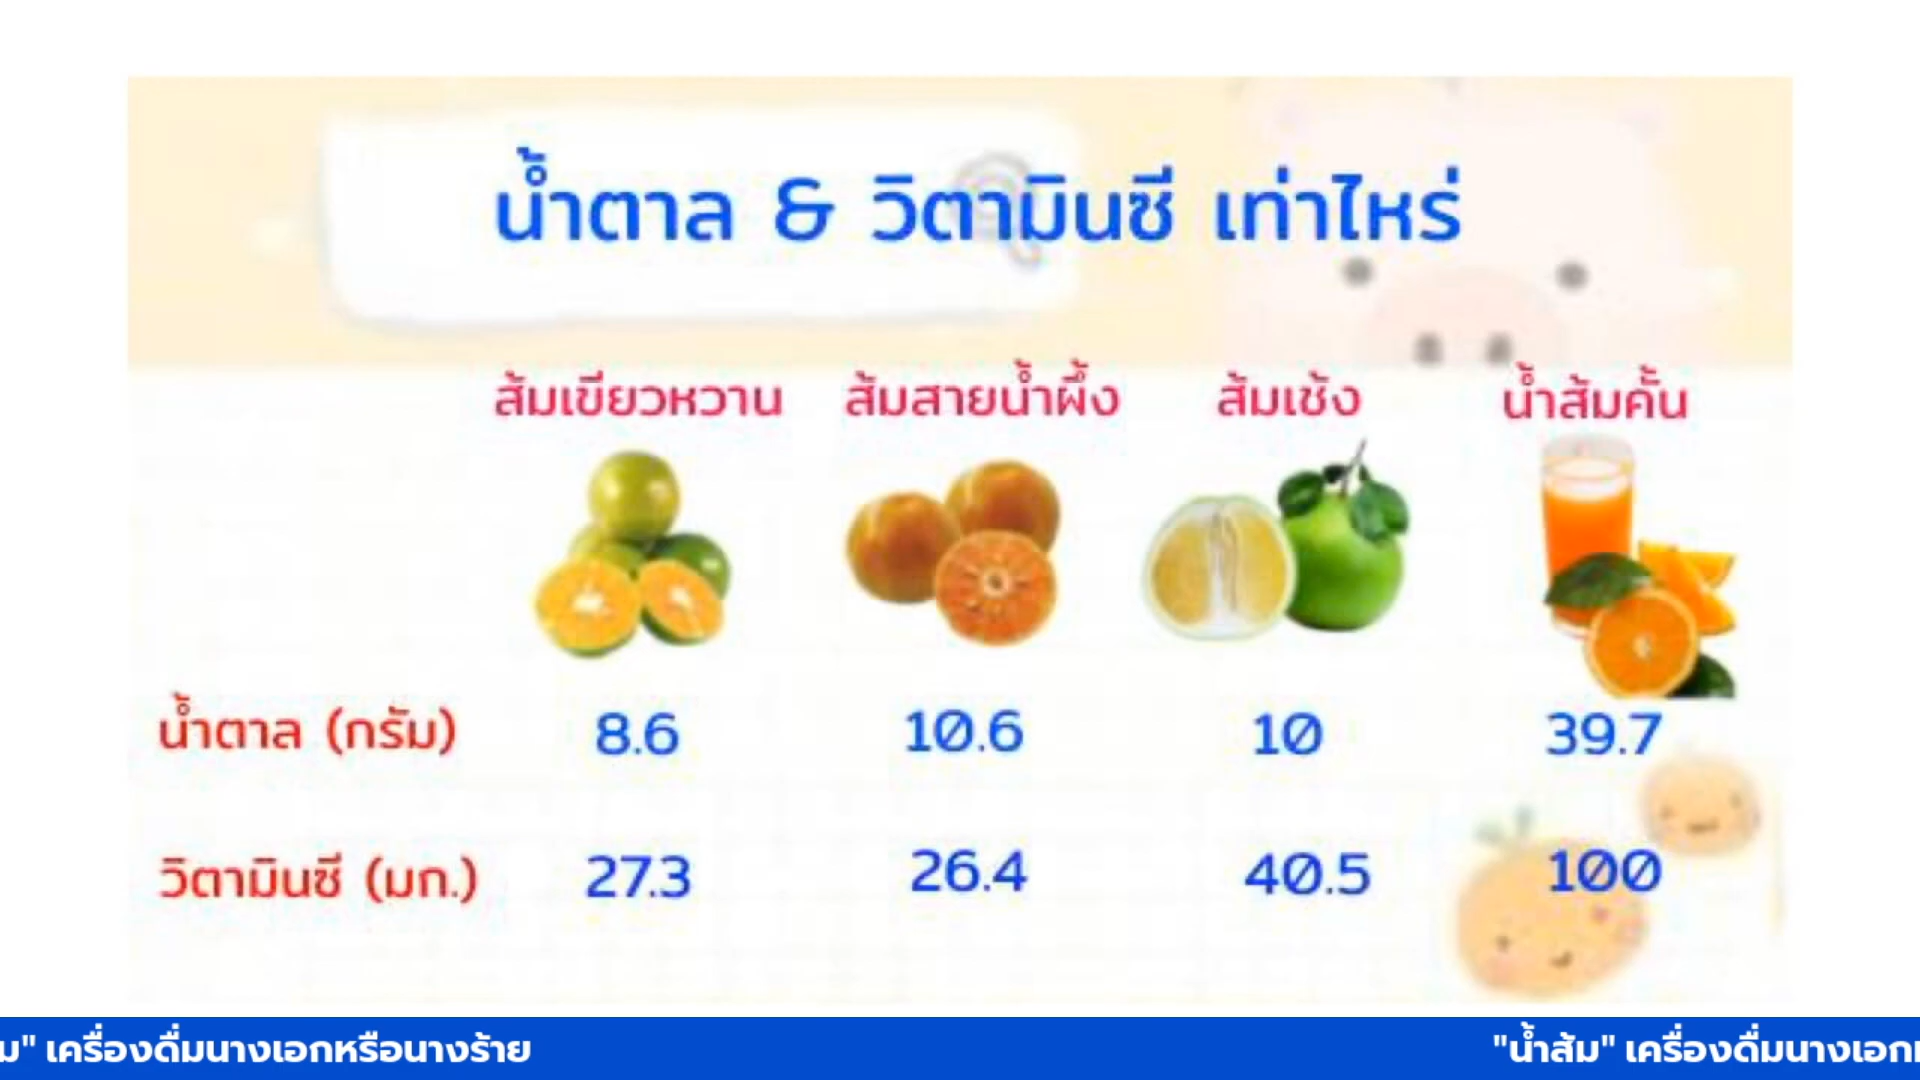 น้ำตาล & วิตามินซี เท่าไหร่
ส้มเขียวหวาน ส้มสายน้ำผึ้ง ส้มเช้ง น้ำส้มคั้น
น้ำตาล (กรัม) 8.6 10.6 10 39.7
วิตามินซี (มก.) 27.3 26.4 40.5 100
ม" เครื่องดื่มนางเอกหรือนางร้าย "น้ำส้ม" เครื่องดื่มนางเอก